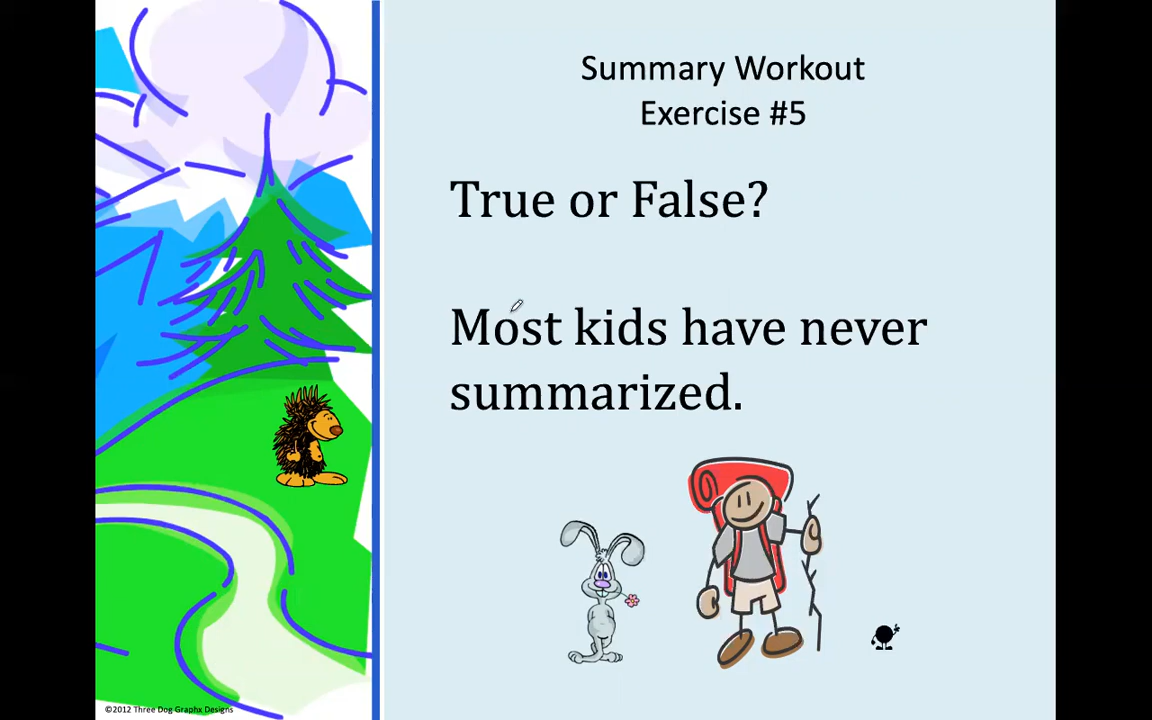 Summary Workout
Exercise #5
True or False?
Most kids have never
summarized.
©2012 Three Dog Graphx Designs